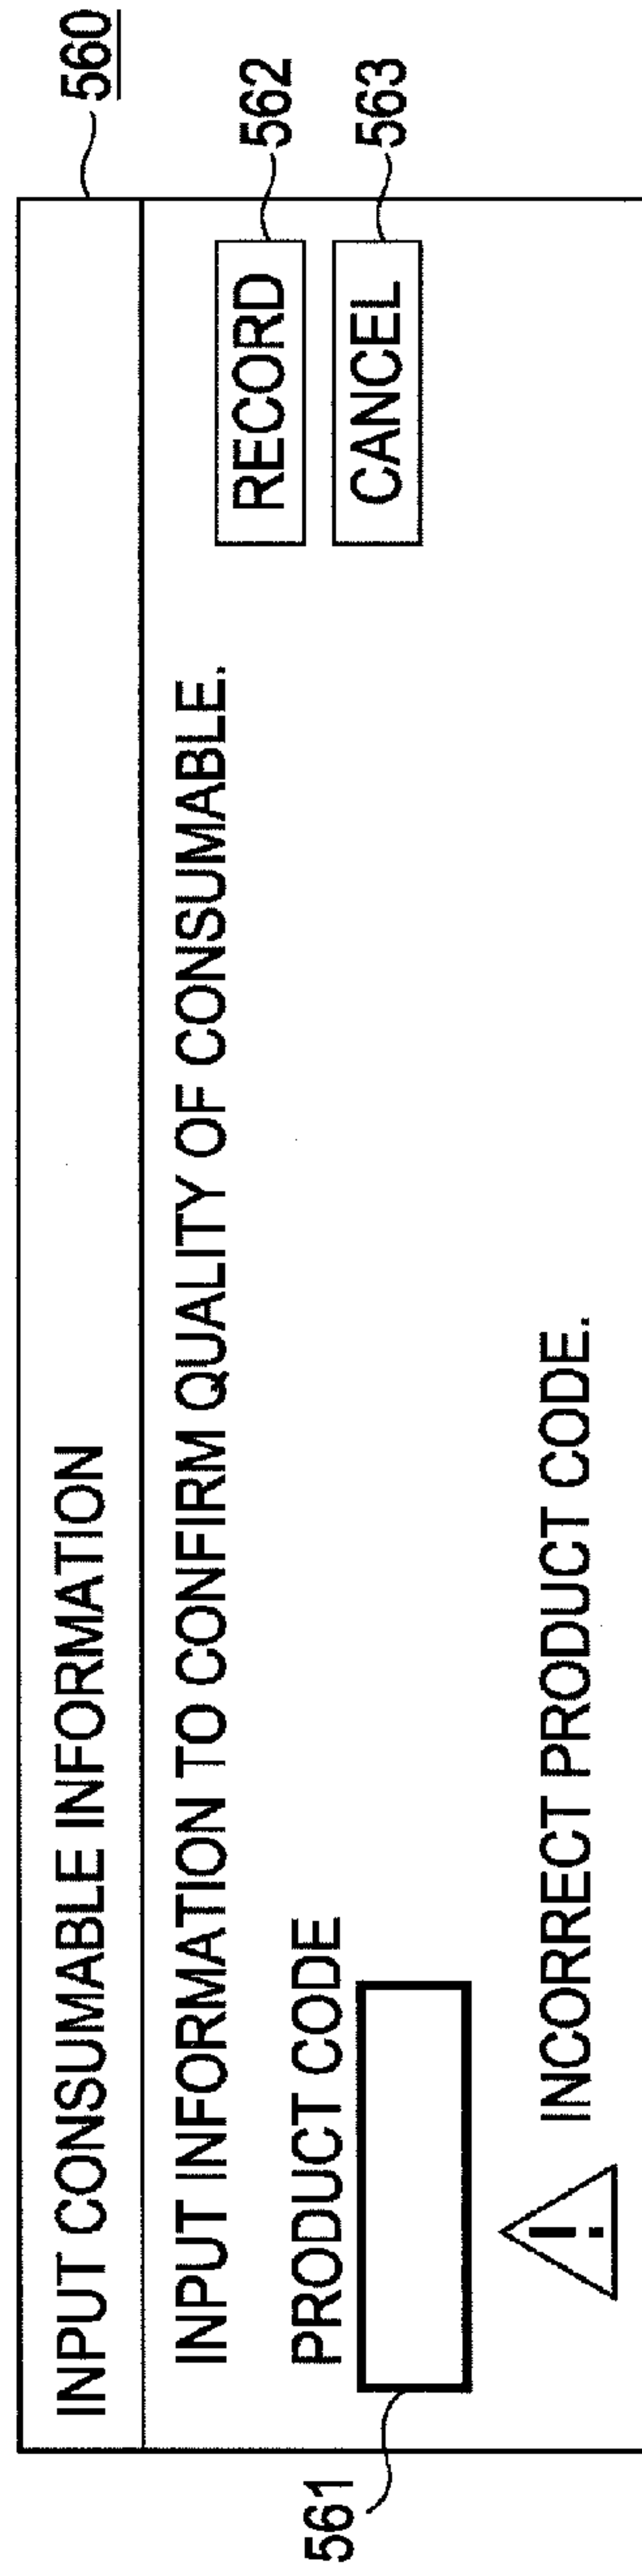 560
INPUT CONSUMABLE INFORMATION
INPUT INFORMATION TO CONFIRM QUALITY OF CONSUMABLE.
RECORD
562
PRODUCT CODE
CANCEL
563
561
INCORRECT PRODUCT CODE.